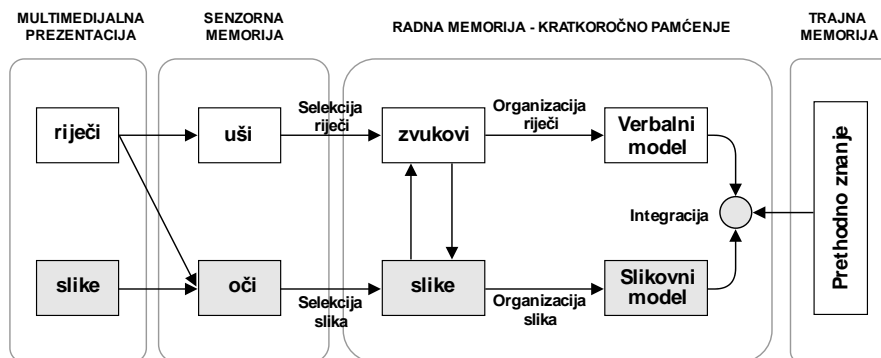 MULTIMEDIJALNA
PREZENTACIJA
SENZORNA
MEMORIJA
RADNA MEMORIJA - KRATKOROČNO PAMĆENJE
TRAJNA
MEMORIJA
riječi
uši
Selekcija
riječi
zvukovi
Organizacija
riječi
Verbalni
model
Integracija
Prethodno znanje
slike
oči
Selekcija
slika
slike
Organizacija
slika
Slikovni
model